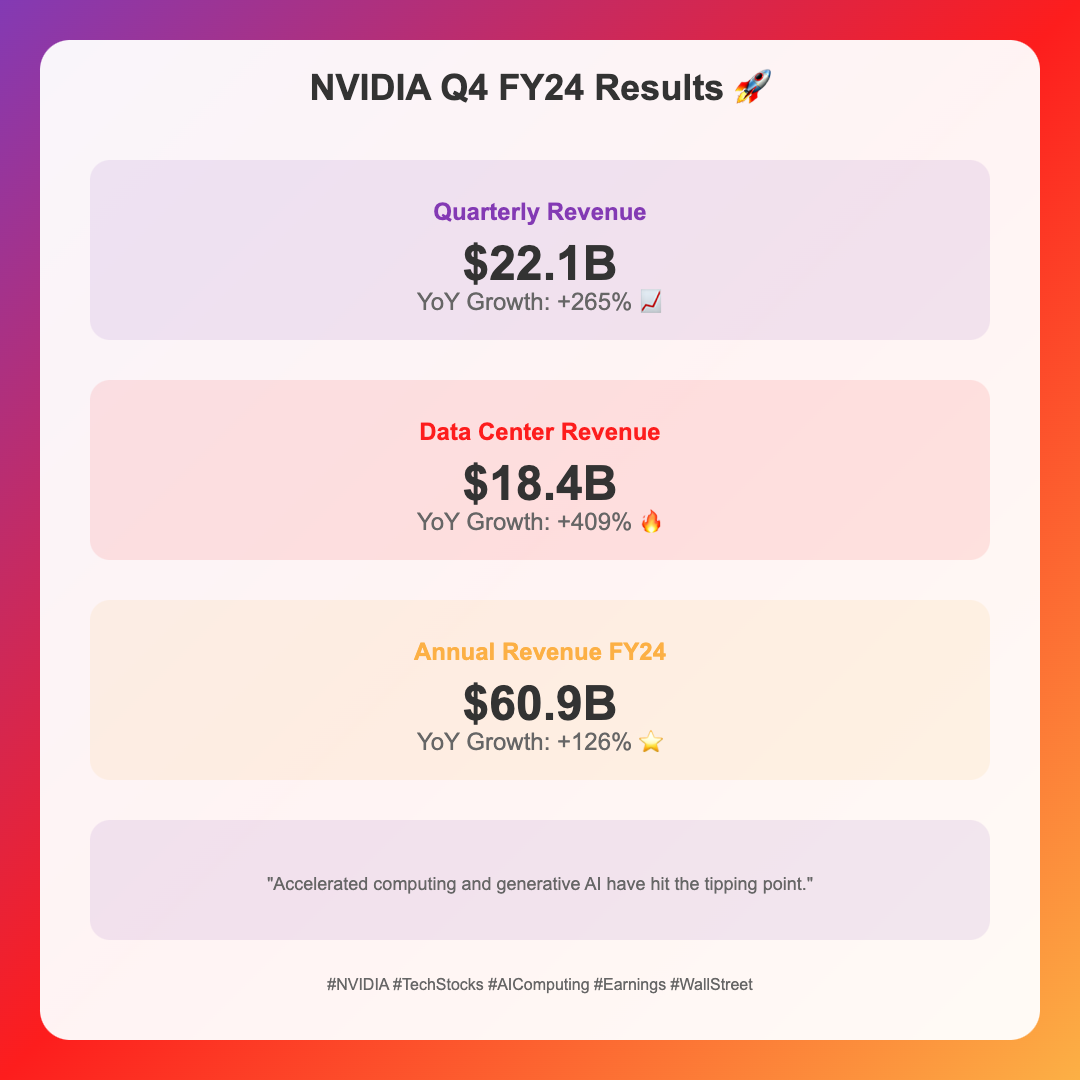 NVIDIA Q4 FY24 Results 🚀
Quarterly Revenue
$22.1B
YoY Growth: +265% 📈
Data Center Revenue
$18.4B
YoY Growth: +409% 🔥
Annual Revenue FY24
$60.9B
YoY Growth: +126% ⭐
"Accelerated computing and generative AI have hit the tipping point."
#NVIDIA #TechStocks #AIComputing #Earnings #WallStreet